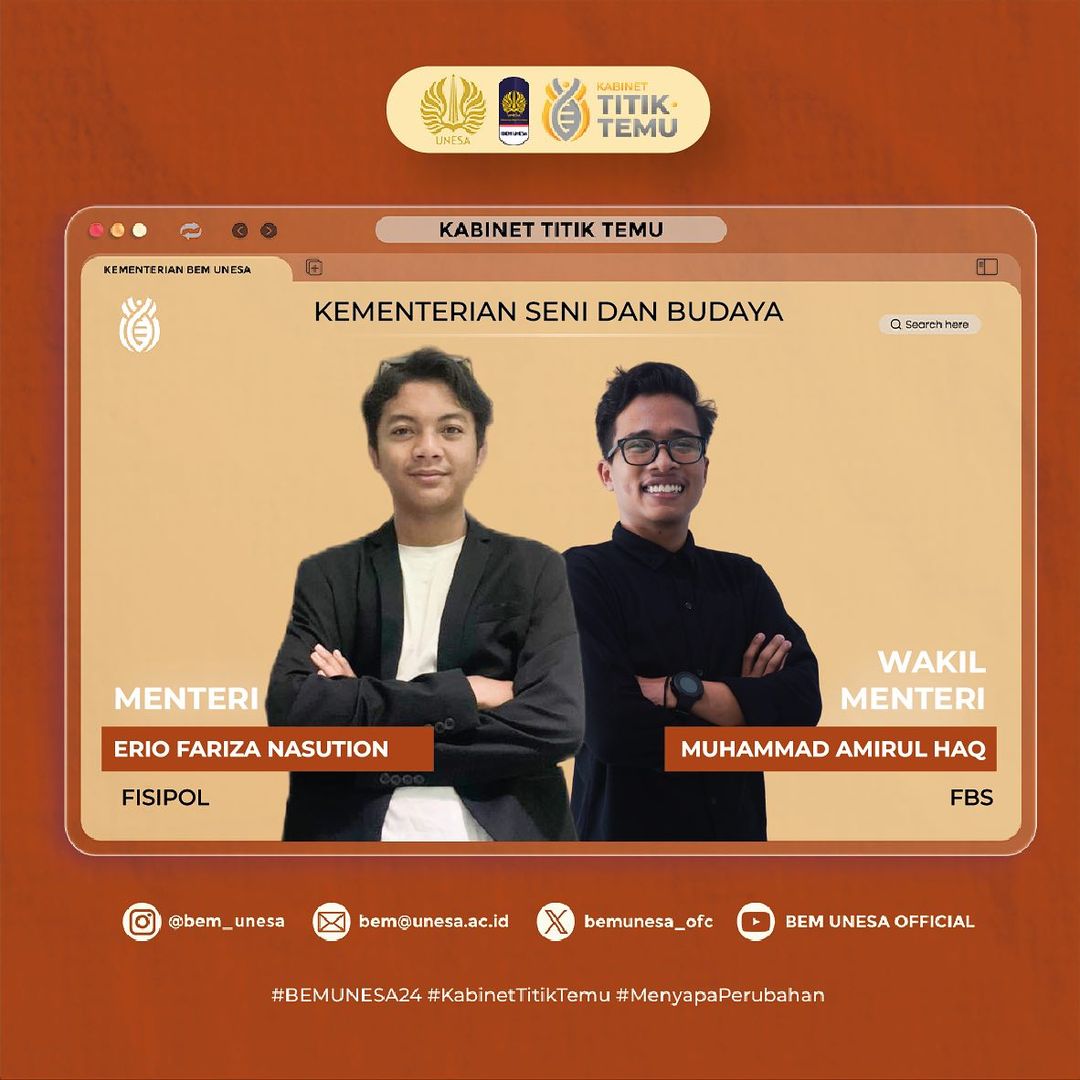 UNESA
BEM UNESA
KABINET
TITIK
TEMU
KABINET TITIK TEMU
KEMENTERIAN BEM UNESA
KEMENTERIAN SENI DAN BUDAYA
Search here
MENTERI
ERIO FARIZA NASUTION
FISIPOL
WAKIL
MENTERI
MUHAMMAD AMIRUL HAQ
FBS
@bem_unesa
bem@unesa.ac.id
bemunesa_ofc
BEM UNESA OFFICIAL
#BEMUNESA24 #KabinetTitikTemu #MenyapaPerubahan